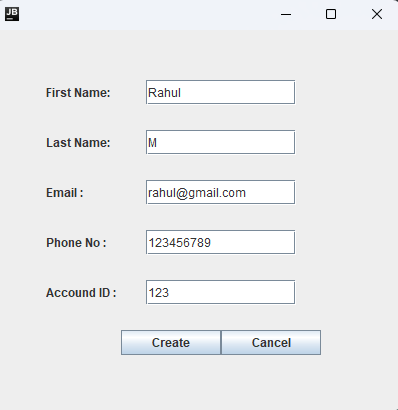 JB
First Name: Rahul
Last Name: M
Email : rahul@gmail.com
Phone No : 123456789
Accound ID : 123
Create Cancel